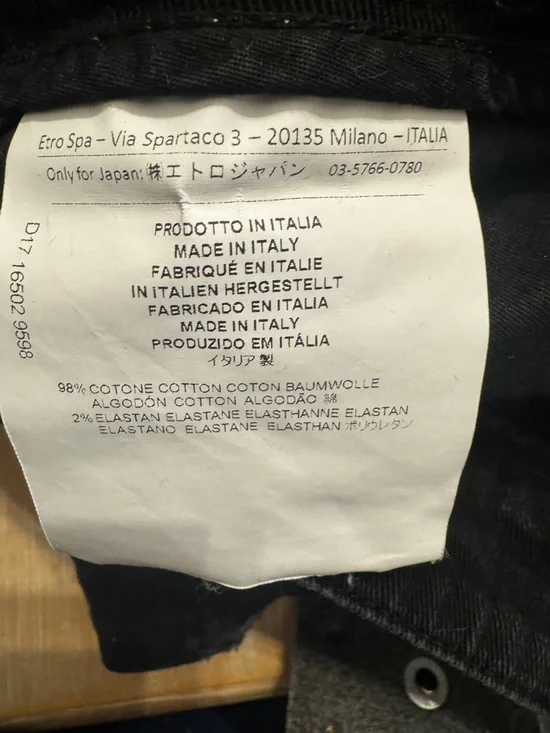 Etro Spa – Via Spartaco 3 – 20135 Milano – ITALIA
Only for Japan: ㈱エトロジャパン 03-5766-0780
PRODOTTO IN ITALIA
MADE IN ITALY
FABRIQUÉ EN ITALIE
IN ITALIEN HERGESTELLT
FABRICADO EN ITALIA
MADE IN ITALY
PRODUZIDO EM ITÁLIA
イタリア製
98% COTONE COTTON COTON BAUMWOLLE
ALGODÓN COTTON ALGODÃO 綿
2% ELASTAN ELASTANE ELASTHANNE ELASTAN
ELASTANO ELASTANE ELASTHAN ポリウレタン
D17 16502 9598